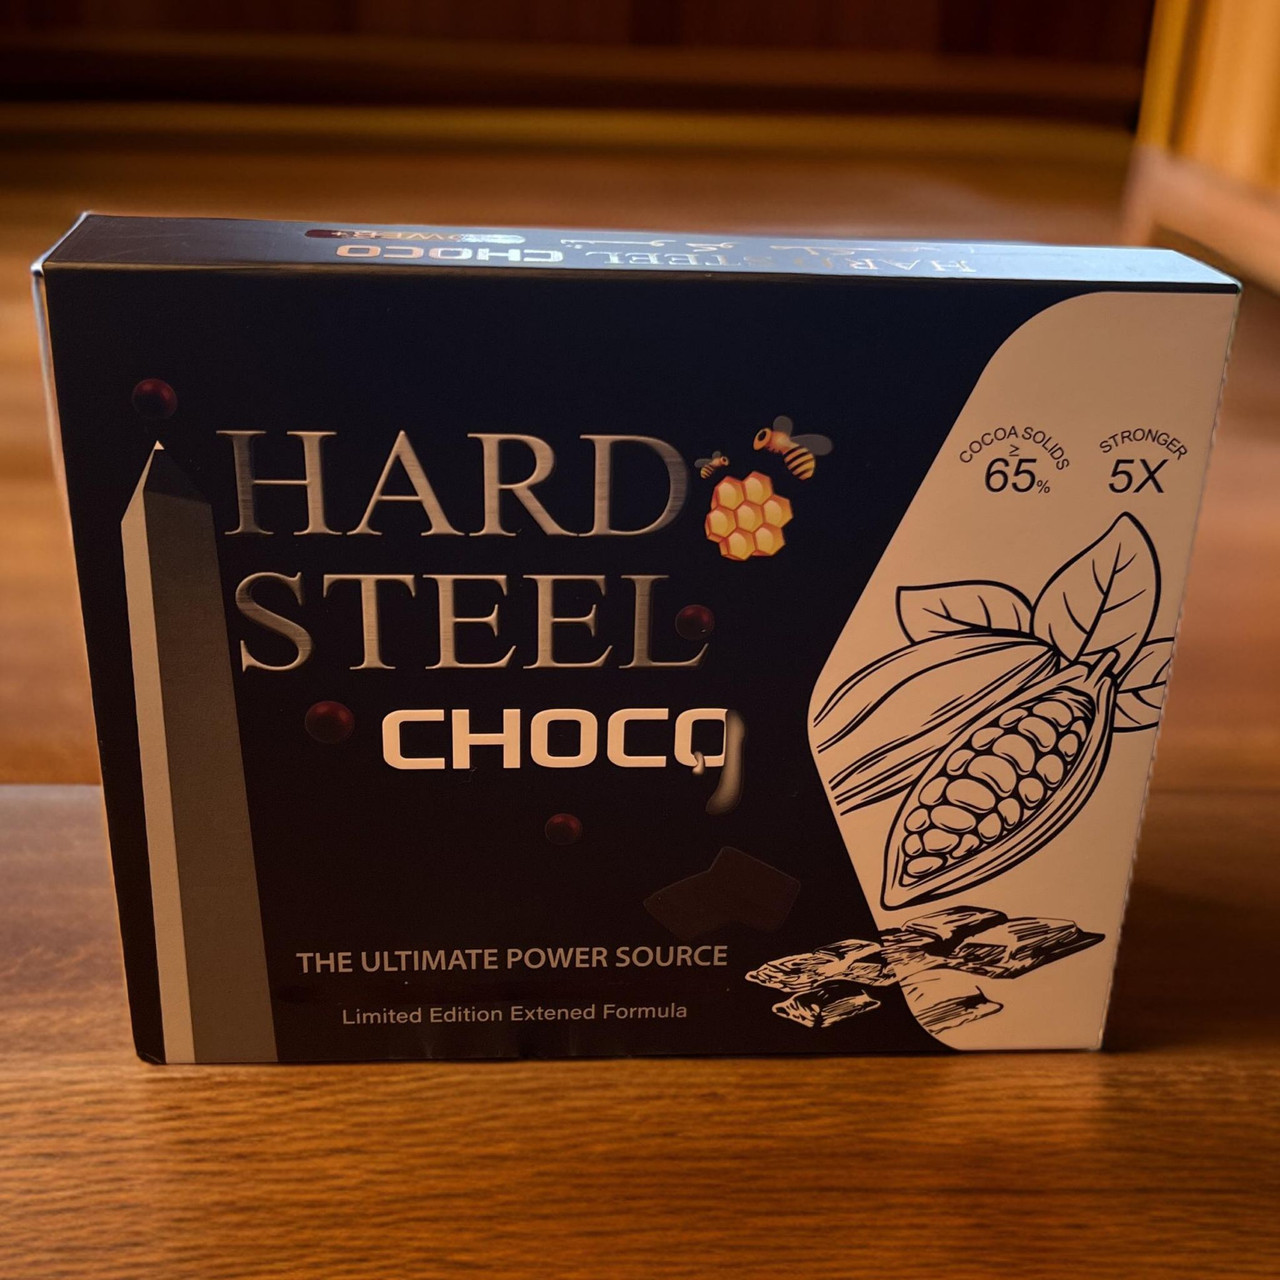 HARD STEEL CHOCO
HARD
STEEL
CHOCO
COCOA SOLIDS
≥
65%
STRONGER
5X
THE ULTIMATE POWER SOURCE
Limited Edition Extened Formula